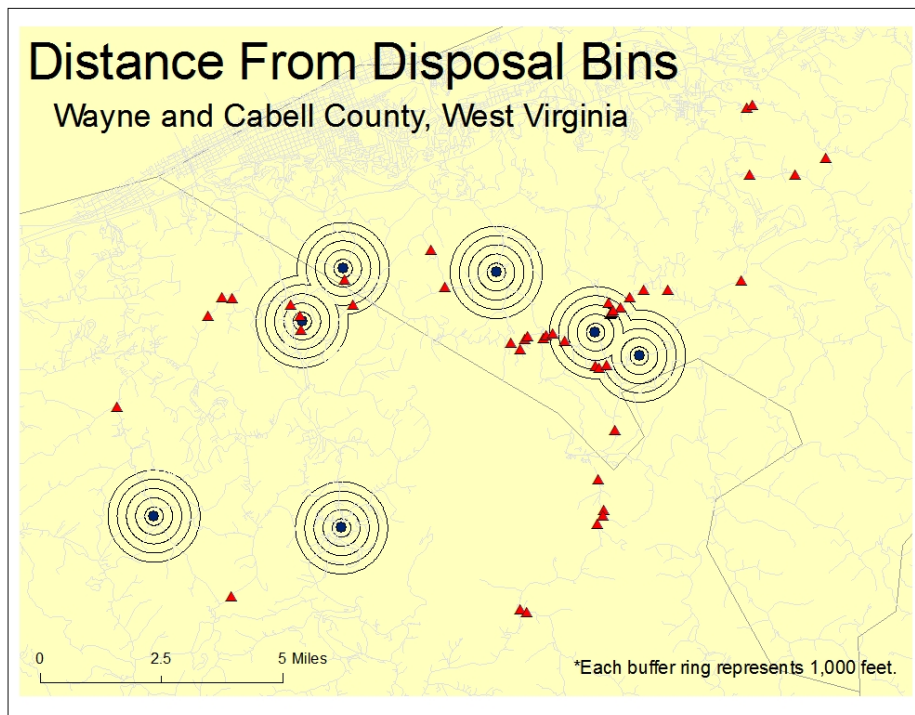 Distance From Disposal Bins
Wayne and Cabell County, West Virginia
0 2.5 5 Miles
*Each buffer ring represents 1,000 feet.